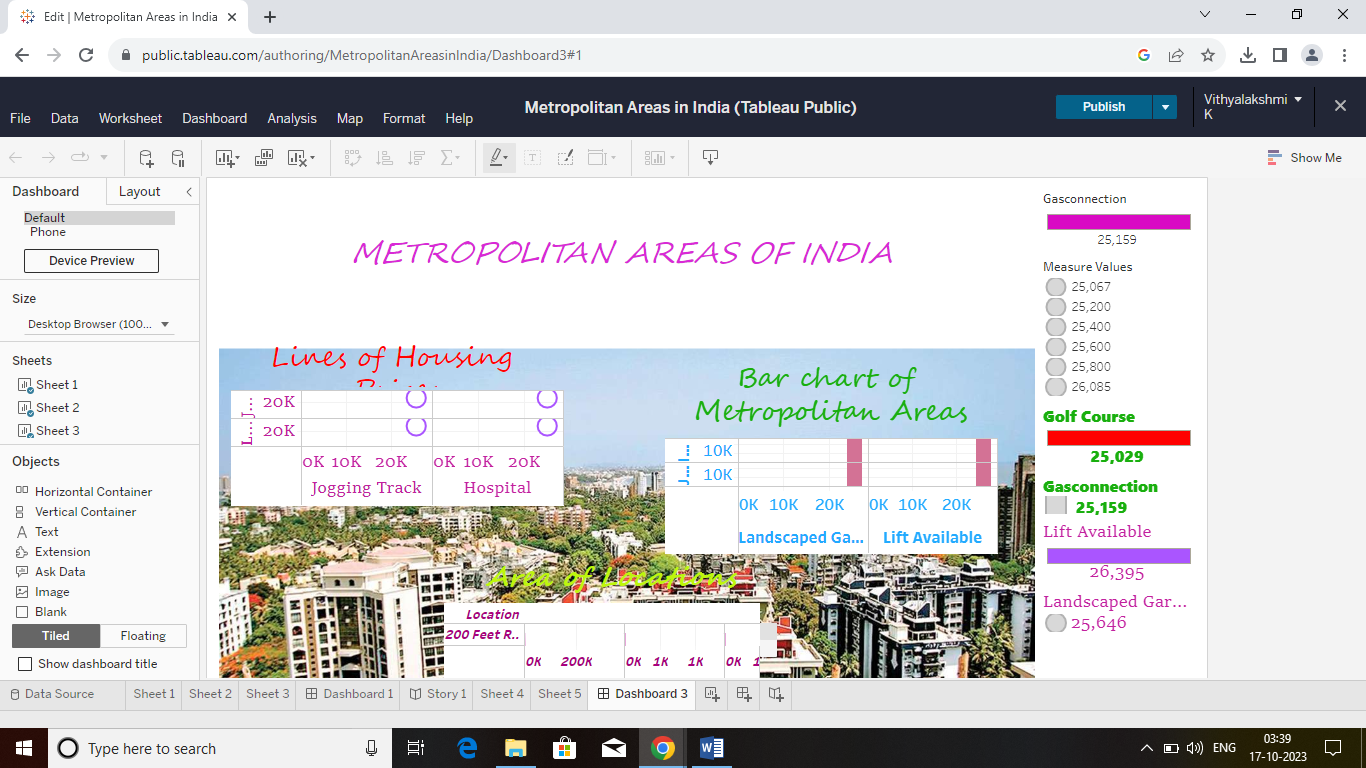 Edit | Metropolitan Areas in India
public.tableau.com/authoring/MetropolitanAreasinIndia/Dashboard3#1
Metropolitan Areas in India (Tableau Public)
Publish
Vithyalakshmi
K
File Data Worksheet Dashboard Analysis Map Format Help
Show Me
Dashboard Layout
Default
Phone
Device Preview
Size
Desktop Browser (100...
Sheets
Sheet 1
Sheet 2
Sheet 3
Objects
Horizontal Container
Vertical Container
Text
Extension
Ask Data
Image
Blank
Tiled Floating
Show dashboard title
METROPOLITAN AREAS OF INDIA
Lines of Housing
J... 20K
L... 20K
0K 10K 20K 0K 10K 20K
Jogging Track Hospital
Bar chart of
Metropolitan Areas
10K
10K
0K 10K 20K 0K 10K 20K
Landscaped Ga... Lift Available
Area of Locations
Location
200 Feet R..
0K 200K 0K 1K 1K 0K 1
Gasconnection
25,159
Measure Values
25,067
25,200
25,400
25,600
25,800
26,085
Golf Course
25,029
Gasconnection
25,159
Lift Available
26,395
Landscaped Gar...
25,646
Data Source Sheet 1 Sheet 2 Sheet 3 Dashboard 1 Story 1 Sheet 4 Sheet 5 Dashboard 3
Type here to search
ENG
03:39
17-10-2023